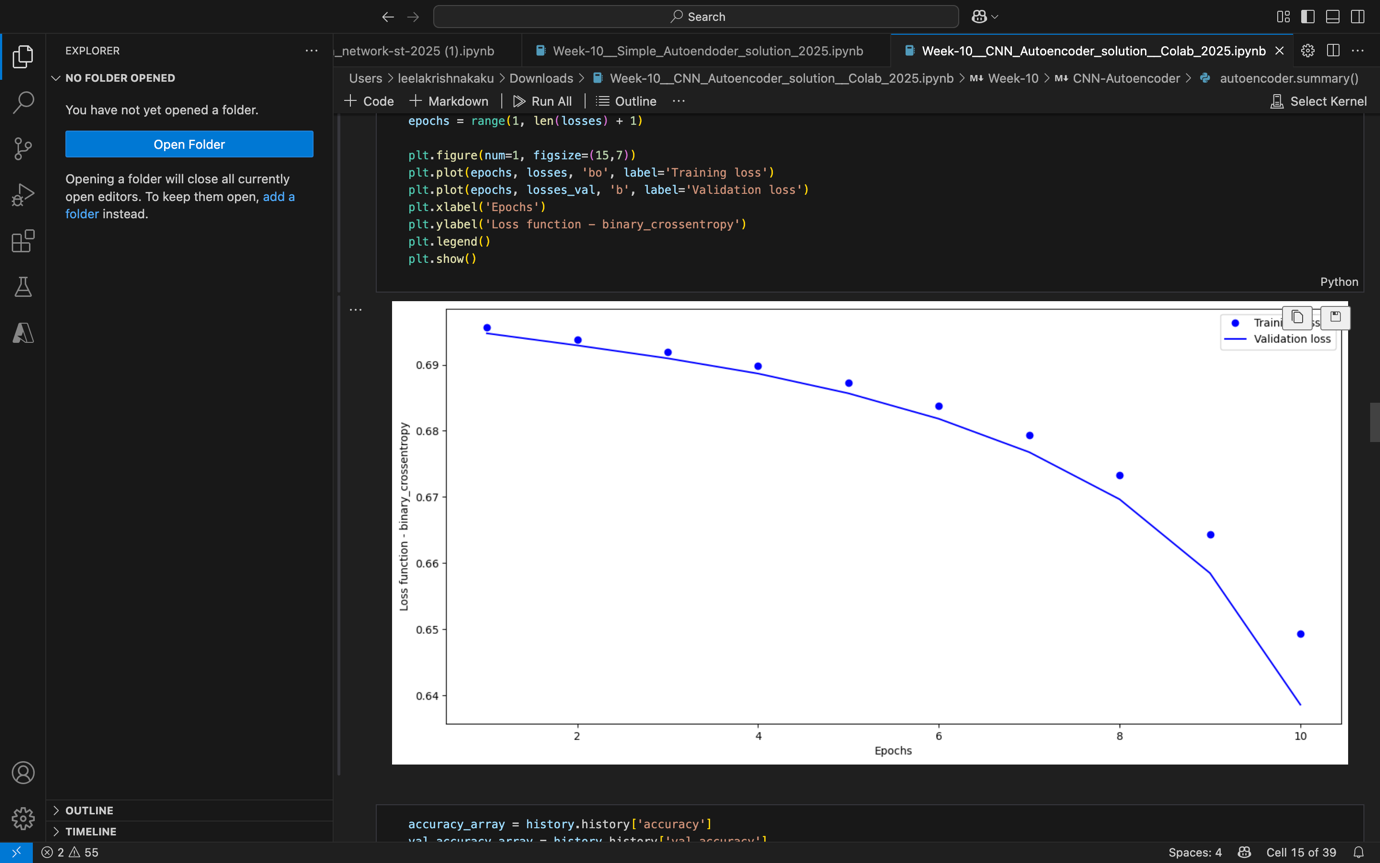 Search
EXPLORER
NO FOLDER OPENED
You have not yet opened a folder.
Open Folder
Opening a folder will close all currently
open editors. To keep them open, add a
folder instead.
OUTLINE
TIMELINE
_network-st-2025 (1).ipynb
Week-10__Simple_Autoendoder_solution_2025.ipynb
Week-10__CNN_Autoencoder_solution__Colab_2025.ipynb
Users > leelakrishnakaku > Downloads > Week-10__CNN_Autoencoder_solution__Colab_2025.ipynb > M↓ Week-10 > M↓ CNN-Autoencoder > autoencoder.summary()
+ Code + Markdown | Run All | Outline ...
Select Kernel
epochs = range(1, len(losses) + 1)
plt.figure(num=1, figsize=(15,7))
plt.plot(epochs, losses, 'bo', label='Training loss')
plt.plot(epochs, losses_val, 'b', label='Validation loss')
plt.xlabel('Epochs')
plt.ylabel('Loss function - binary_crossentropy')
plt.legend()
plt.show()
Python
Validation loss
0.69
0.68
0.67
0.66
0.65
0.64
Loss function - binary_crossentropy
2 4 6 8 10
Epochs
accuracy_array = history.history['accuracy']
val_accuracy_array = history.history['val_accuracy']
2 55
Spaces: 4
Cell 15 of 39